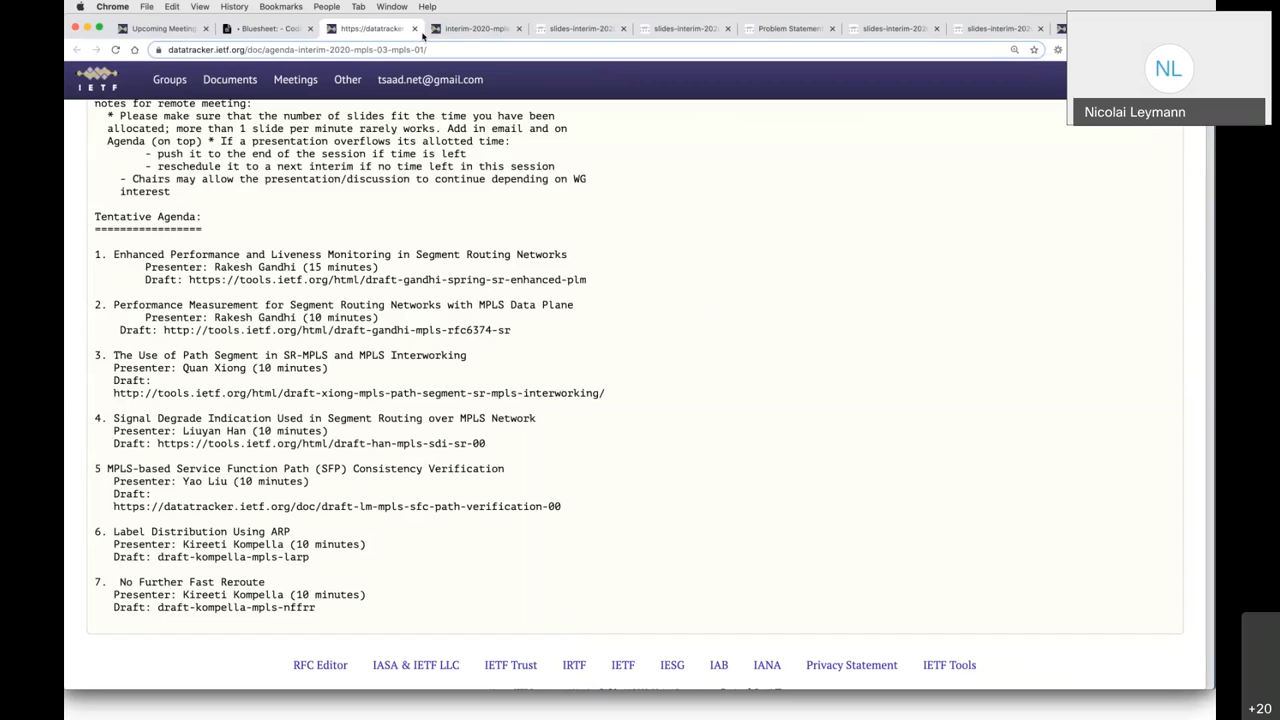 Chrome File Edit View History Bookmarks People Tab Window Help
Upcoming Meeting Bluesheet: - Codi https://datatracker interim-2020-mpls slides-interim-202 slides-interim-202 Problem Statement slides-interim-202 slides-interim-202
datatracker.ietf.org/doc/agenda-interim-2020-mpls-03-mpls-01/
NL
Nicolai Leymann
IETF Groups Documents Meetings Other tsaad.net@gmail.com
notes for remote meeting:
* Please make sure that the number of slides fit the time you have been
allocated; more than 1 slide per minute rarely works. Add in email and on
Agenda (on top) * If a presentation overflows its allotted time:
- push it to the end of the session if time is left
- reschedule it to a next interim if no time left in this session
- Chairs may allow the presentation/discussion to continue depending on WG
interest
Tentative Agenda:
=================
1. Enhanced Performance and Liveness Monitoring in Segment Routing Networks
Presenter: Rakesh Gandhi (15 minutes)
Draft: https://tools.ietf.org/html/draft-gandhi-spring-sr-enhanced-plm
2. Performance Measurement for Segment Routing Networks with MPLS Data Plane
Presenter: Rakesh Gandhi (10 minutes)
Draft: http://tools.ietf.org/html/draft-gandhi-mpls-rfc6374-sr
3. The Use of Path Segment in SR-MPLS and MPLS Interworking
Presenter: Quan Xiong (10 minutes)
Draft:
http://tools.ietf.org/html/draft-xiong-mpls-path-segment-sr-mpls-interworking/
4. Signal Degrade Indication Used in Segment Routing over MPLS Network
Presenter: Liuyan Han (10 minutes)
Draft: https://tools.ietf.org/html/draft-han-mpls-sdi-sr-00
5 MPLS-based Service Function Path (SFP) Consistency Verification
Presenter: Yao Liu (10 minutes)
Draft:
https://datatracker.ietf.org/doc/draft-lm-mpls-sfc-path-verification-00
6. Label Distribution Using ARP
Presenter: Kireeti Kompella (10 minutes)
Draft: draft-kompella-mpls-larp
7. No Further Fast Reroute
Presenter: Kireeti Kompella (10 minutes)
Draft: draft-kompella-mpls-nffrr
RFC Editor IASA & IETF LLC IETF Trust IRTF IETF IESG IAB IANA Privacy Statement IETF Tools
+20